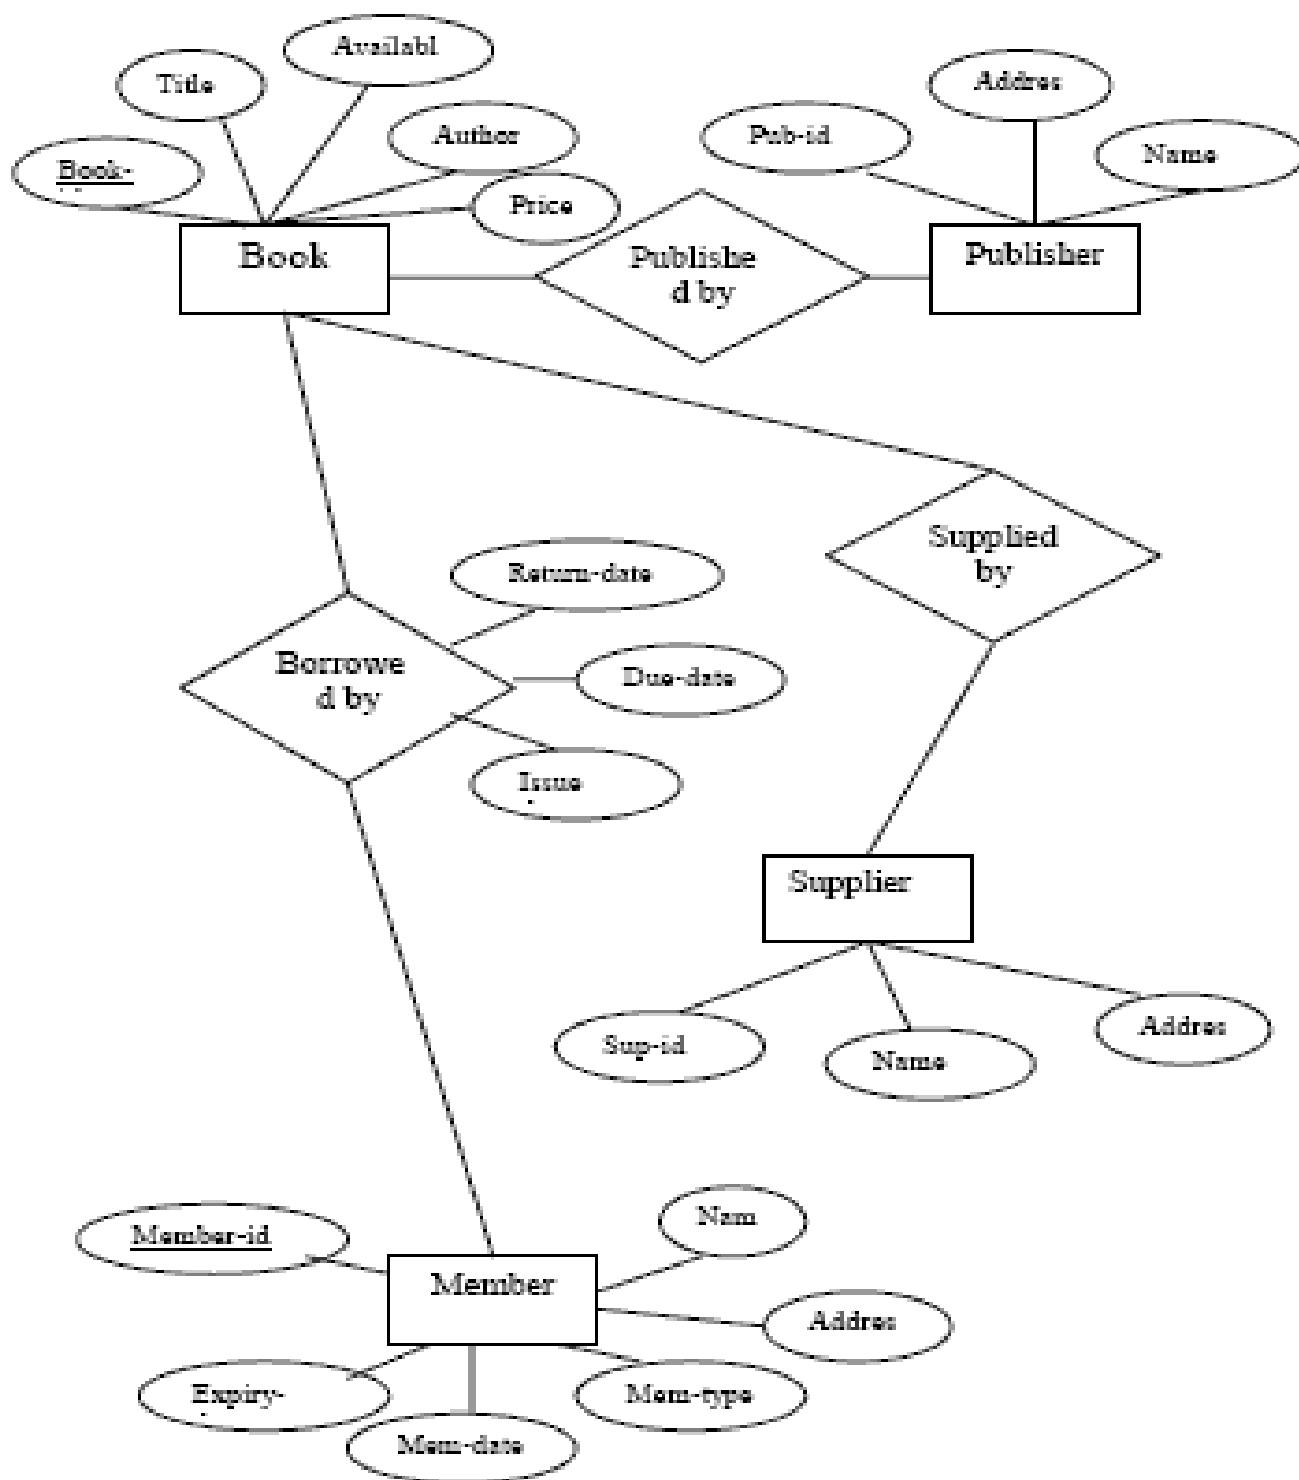 Availabl
Title
Addres
Author
Pub-id
Name
Book-
Price
Book
Publishe
d by
Publisher
Supplied
by
Return-date
Borrowe
d by
Due-date
Issue
Supplier
Sup-id
Name
Addres
Nam
Member-id
Member
Addres
Expiry-
Mem-type
Mem-date